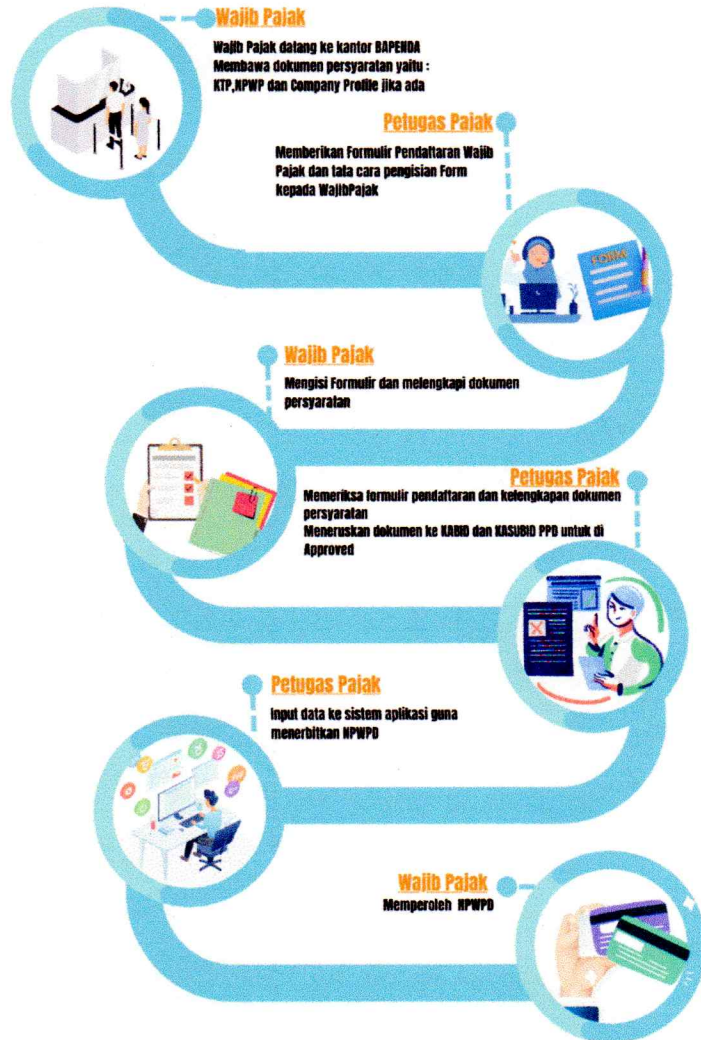 Wajib Pajak
Wajib Pajak datang ke kantor BAPENDA
Membawa dokumen persyaratan yaitu :
KTP,NPWP dan Company Profile jika ada
Petugas Pajak
Memberikan Formulir Pendaftaran Wajib
Pajak dan tata cara pengisian Form
kepada WajibPajak
FORM
Wajib Pajak
Mengisi Formulir dan melengkapi dokumen
persyaratan
Petugas Pajak
Memeriksa formulir pendaftaran dan kelengkapan dokumen
persyaratan
Meneruskan dokumen ke KABID dan KASUBID PPD untuk di
Approved
Petugas Pajak
Input data ke sistem aplikasi guna
menerbitkan NPWPD
Wajib Pajak
Memperoleh NPWPD